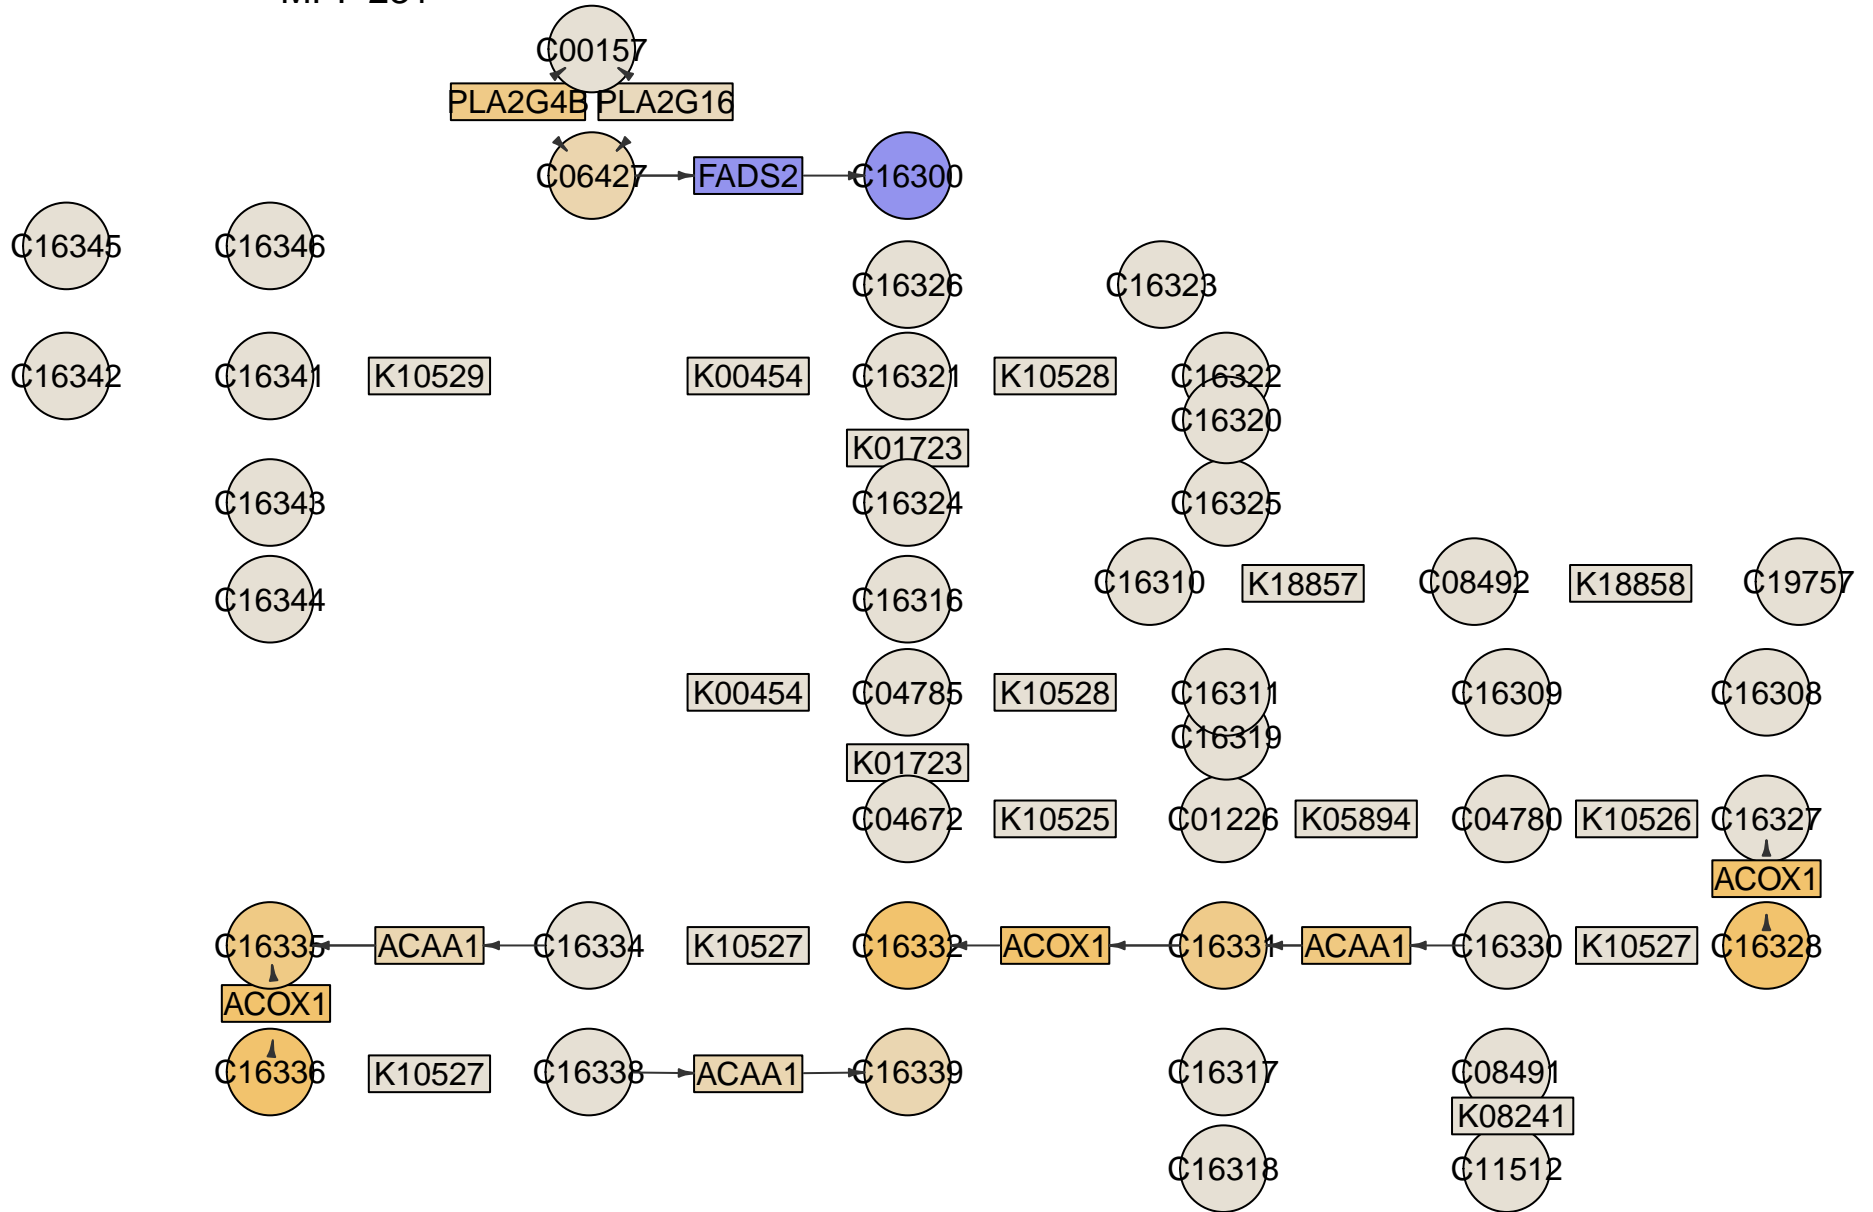 C00157
PLA2G4B PLA2G16
C06427 FADS2 C16300
C16345 C16346
C16326 C16323
C16342 C16341 K10529 K00454 C16321 K10528 C16322
C16320
K01723
C16343 C16324 C16325
C16310 K18857 C08492 K18858 C19757
C16344 C16316
K00454 C04785 K10528 C16311 C16309 C16308
C16319
K01723
C04672 K10525 C01226 K05894 C04780 K10526 C16327
ACOX1
C16335 ACAA1 C16334 K10527 C16332 ACOX1 C16331 ACAA1 C16330 K10527 C16328
ACOX1
C16336 K10527 C16338 ACAA1 C16339 C16317 C08491
K08241
C16318 C11512